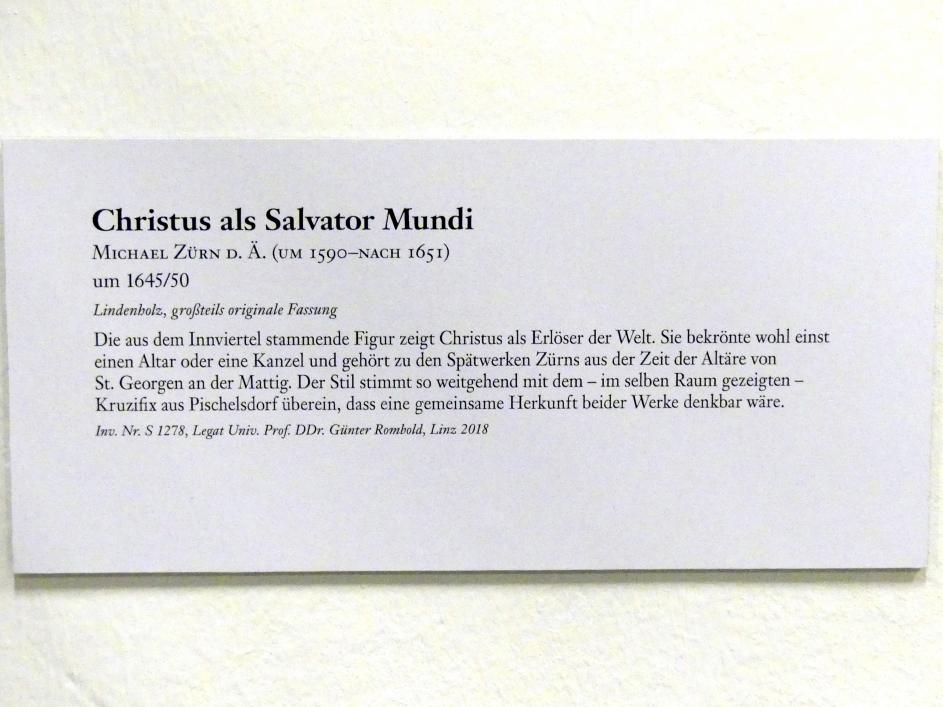 Christus als Salvator Mundi
Michael Zürn d. Ä. (um 1590–nach 1651)
um 1645/50
Lindenholz, großteils originale Fassung
Die aus dem Innviertel stammende Figur zeigt Christus als Erlöser der Welt. Sie bekrönte wohl einst
einen Altar oder eine Kanzel und gehört zu den Spätwerken Zürns aus der Zeit der Altäre von
St. Georgen an der Mattig. Der Stil stimmt so weitgehend mit dem – im selben Raum gezeigten –
Kruzifix aus Pischelsdorf überein, dass eine gemeinsame Herkunft beider Werke denkbar wäre.
Inv. Nr. S 1278, Legat Univ. Prof. DDr. Günter Rombold, Linz 2018